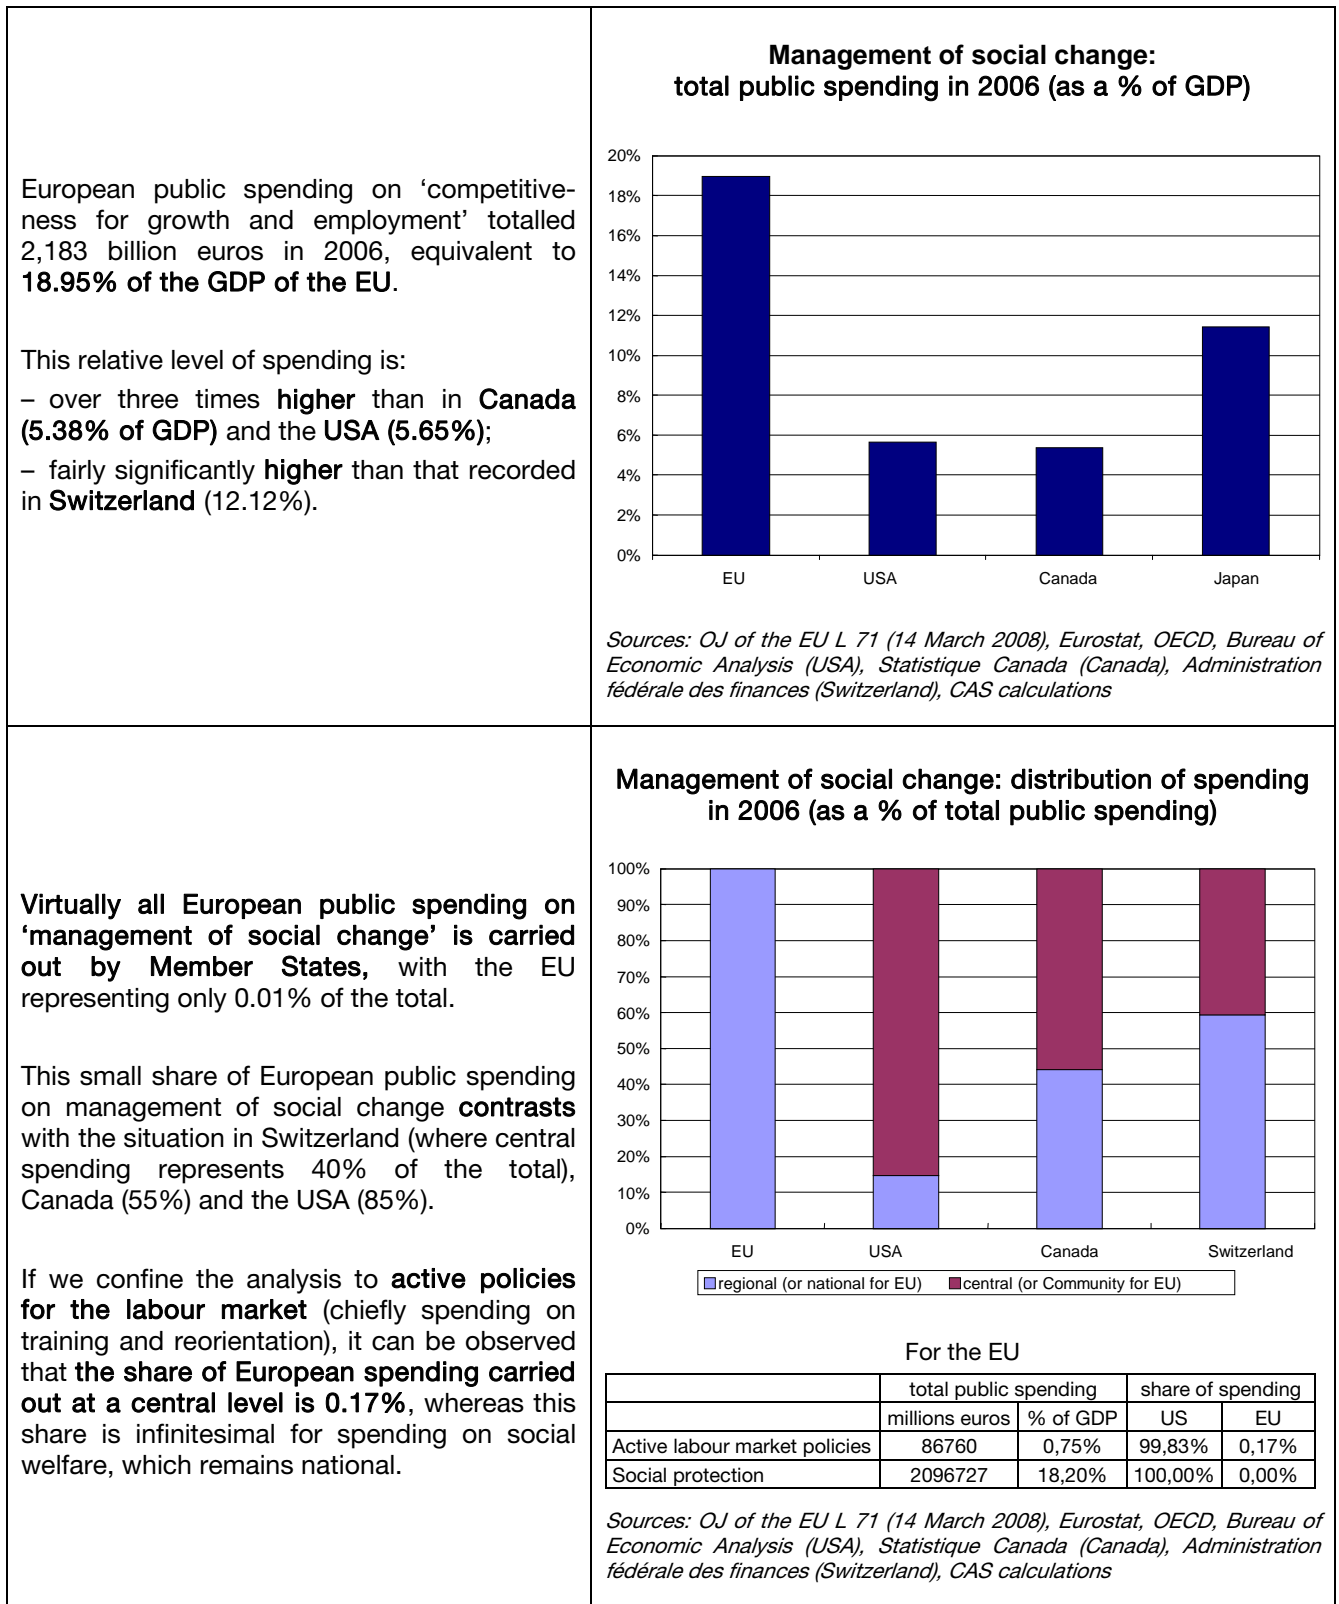 European public spending on ‘competitive-
ness for growth and employment’ totalled
2,183 billion euros in 2006, equivalent to
18.95% of the GDP of the EU.
This relative level of spending is:
– over three times higher than in Canada
(5.38% of GDP) and the USA (5.65%);
– fairly significantly higher than that recorded
in Switzerland (12.12%).
Management of social change:
total public spending in 2006 (as a % of GDP)
20%
18%
16%
14%
12%
10%
8%
6%
4%
2%
0%
EU USA Canada Japan
Sources: OJ of the EU L 71 (14 March 2008), Eurostat, OECD, Bureau of
Economic Analysis (USA), Statistique Canada (Canada), Administration
fédérale des finances (Switzerland), CAS calculations
Virtually all European public spending on
‘management of social change’ is carried
out by Member States, with the EU
representing only 0.01% of the total.
This small share of European public spending
on management of social change contrasts
with the situation in Switzerland (where central
spending represents 40% of the total),
Canada (55%) and the USA (85%).
If we confine the analysis to active policies
for the labour market (chiefly spending on
training and reorientation), it can be observed
that the share of European spending carried
out at a central level is 0.17%, whereas this
share is infinitesimal for spending on social
welfare, which remains national.
Management of social change: distribution of spending
in 2006 (as a % of total public spending)
100%
90%
80%
70%
60%
50%
40%
30%
20%
10%
0%
EU USA Canada Switzerland
regional (or national for EU) central (or Community for EU)
For the EU
total public spending share of spending
millions euros % of GDP US EU
Active labour market policies 86760 0,75% 99,83% 0,17%
Social protection 2096727 18,20% 100,00% 0,00%
Sources: OJ of the EU L 71 (14 March 2008), Eurostat, OECD, Bureau of
Economic Analysis (USA), Statistique Canada (Canada), Administration
fédérale des finances (Switzerland), CAS calculations